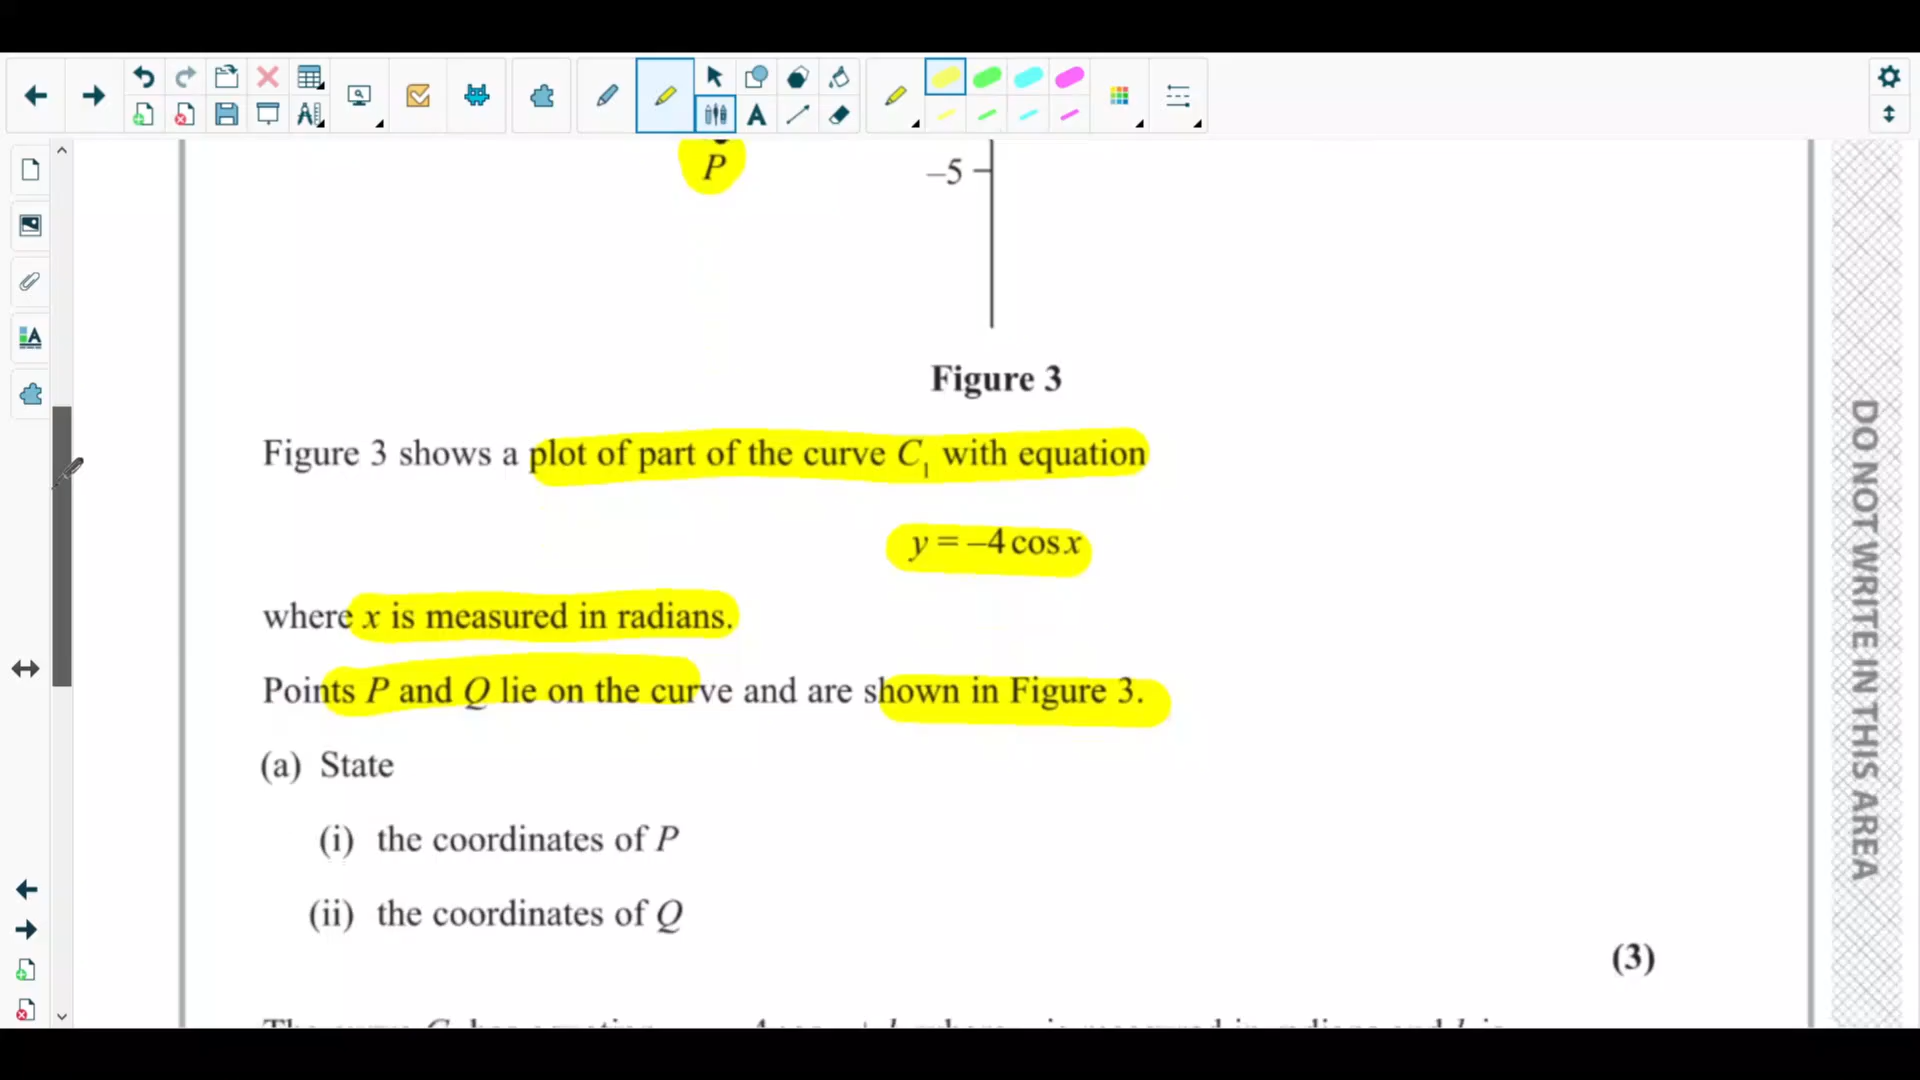 P
–5
Figure 3
Figure 3 shows a plot of part of the curve C₁ with equation
y = –4 cos x
where x is measured in radians.
Points P and Q lie on the curve and are shown in Figure 3.
(a) State
(i) the coordinates of P
(ii) the coordinates of Q
(3)
DO NOT WRITE IN THIS AREA